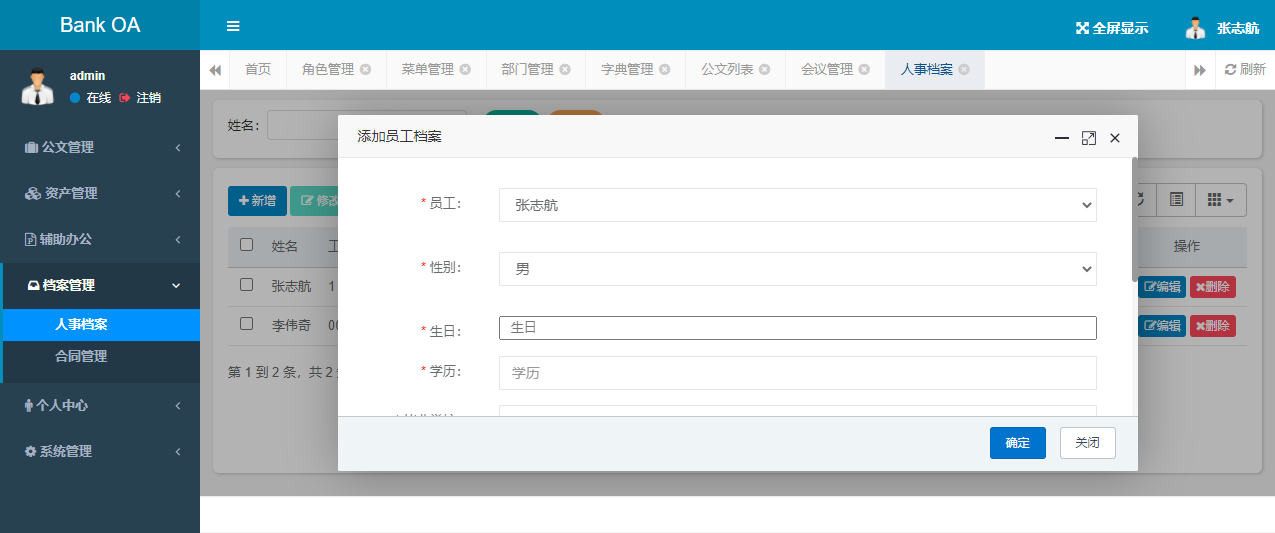 Bank OA
全屏显示
张志航
admin
在线 注销
首页 角色管理 菜单管理 部门管理 字典管理 公文列表 会议管理 人事档案 刷新
公文管理
资产管理
辅助办公
档案管理
人事档案
合同管理
个人中心
系统管理
姓名：
新增 修改
姓名 操作
张志航 1 编辑 删除
李伟奇 00 编辑 删除
第 1 到 2 条，共 2
添加员工档案
* 员工： 张志航
* 性别： 男
* 生日： 生日
* 学历： 学历
确定 关闭